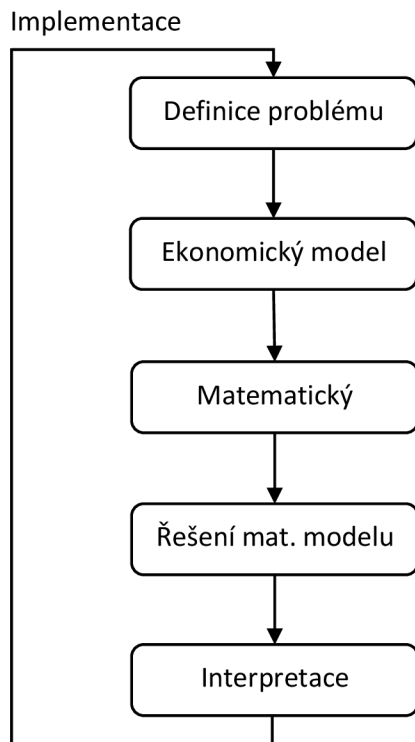 Implementace
Definice problému
Ekonomický model
Matematický
Řešení mat. modelu
Interpretace